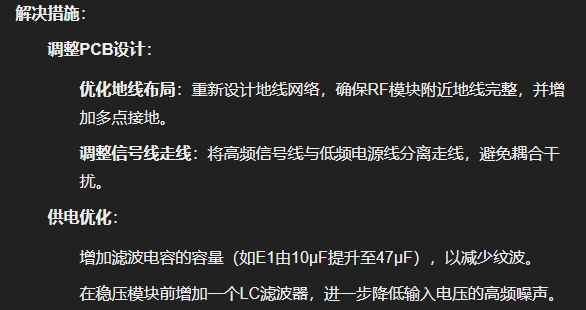 解决措施：
调整PCB设计：
优化地线布局：重新设计地线网络，确保RF模块附近地线完整，并增
加多点接地。
调整信号线走线：将高频信号线与低频电源线分离走线，避免耦合干
扰。
供电优化：
增加滤波电容的容量（如E1由10μF提升至47μF），以减少纹波。
在稳压模块前增加一个LC滤波器，进一步降低输入电压的高频噪声。